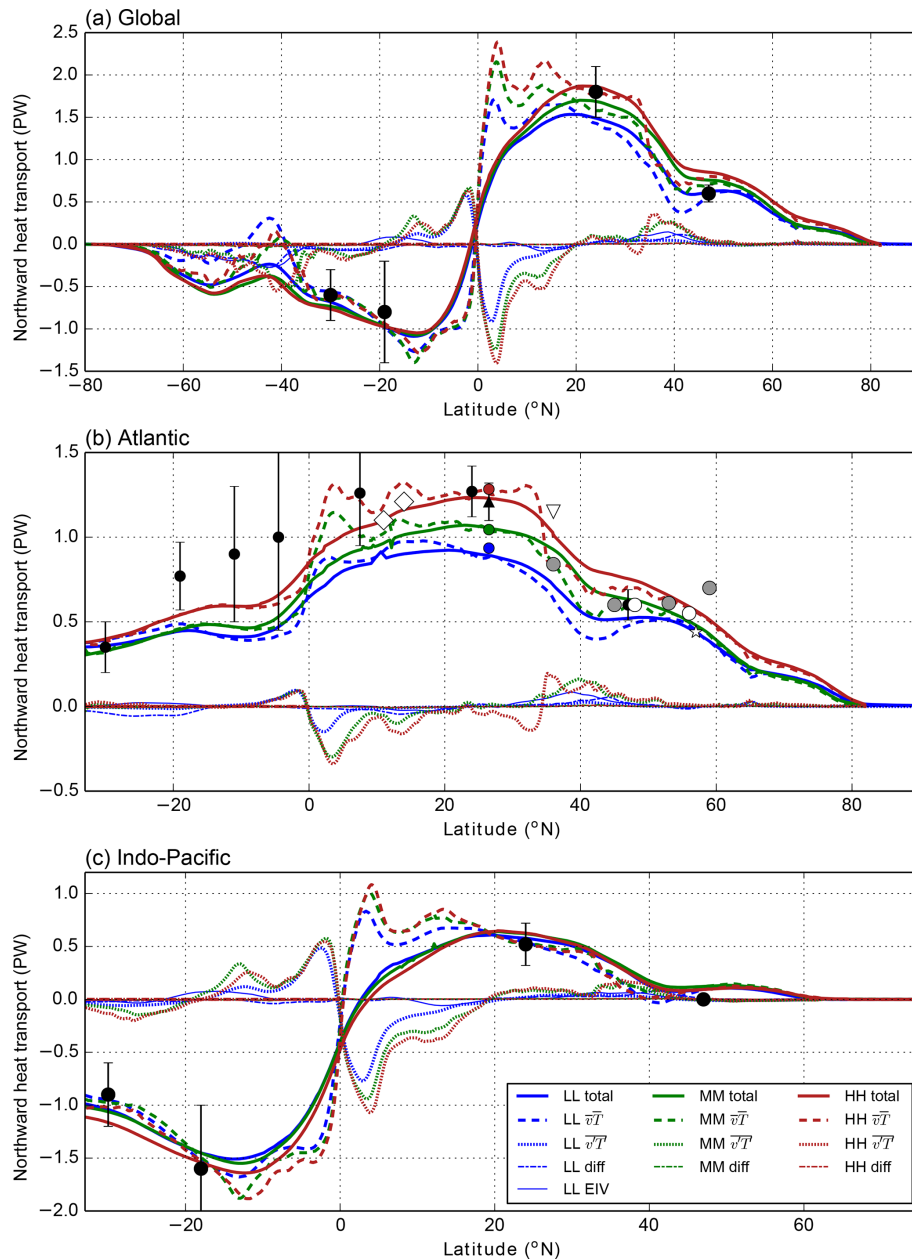 (a) Global
Northward heat transport (PW)
2.5
2.0
1.5
1.0
0.5
0.0
−0.5
−1.0
−1.5
−80 −60 −40 −20 0 20 40 60 80
Latitude (°N)
(b) Atlantic
Northward heat transport (PW)
1.5
1.0
0.5
0.0
−0.5
−20 0 20 40 60 80
Latitude (°N)
(c) Indo-Pacific
Northward heat transport (PW)
1.0
0.5
0.0
−0.5
−1.0
−1.5
−2.0
−20 0 20 40 60
Latitude (°N)
LL total MM total HH total
LL v̅T̅ MM v̅T̅ HH v̅T̅
LL v̅'̅T̅'̅ MM v̅'̅T̅'̅ HH v̅'̅T̅'̅
LL diff MM diff HH diff
LL EIV